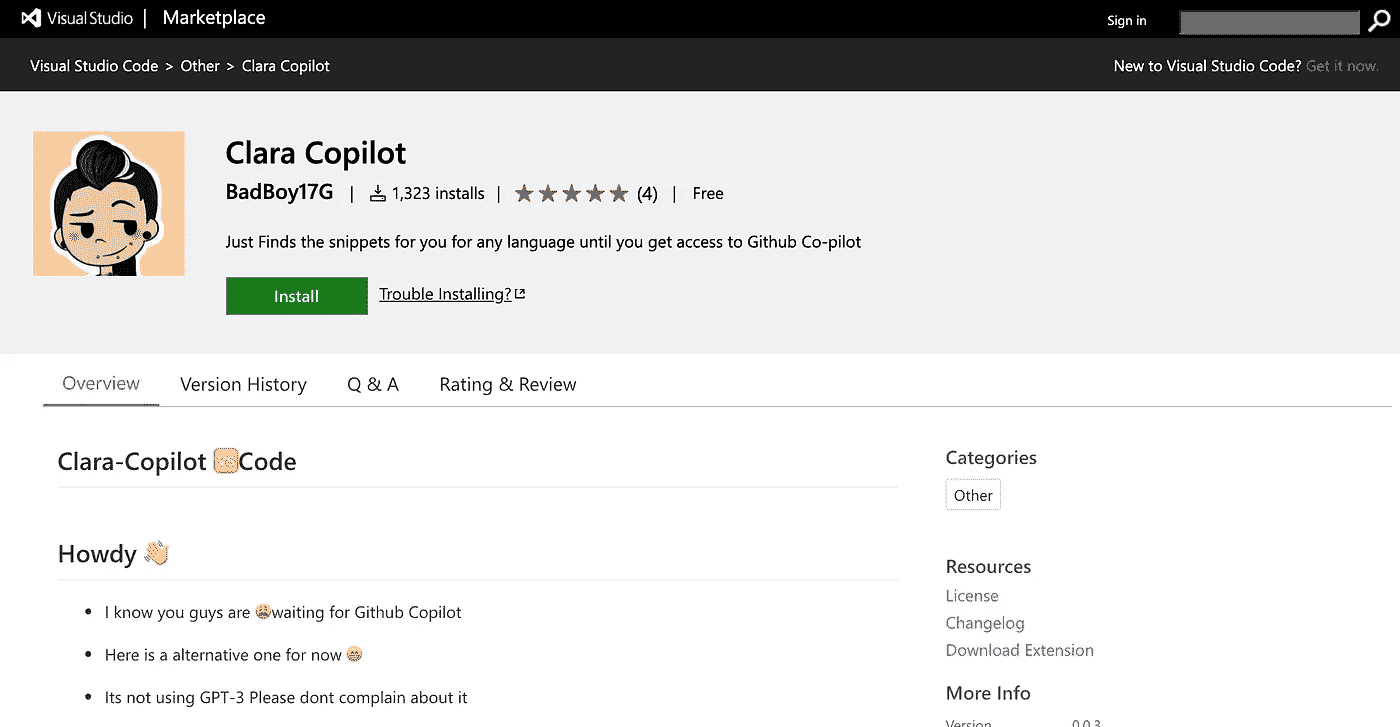 Visual Studio | Marketplace
Sign in
Visual Studio Code > Other > Clara Copilot
New to Visual Studio Code? Get it now.
Clara Copilot
BadBoy17G | 1,323 installs | (4) | Free
Just Finds the snippets for you for any language until you get access to Github Co-pilot
Install Trouble Installing?
Overview Version History Q & A Rating & Review
Clara-Copilot 🆚Code
Howdy 👋
• I know you guys are 😩waiting for Github Copilot
• Here is a alternative one for now 😁
• Its not using GPT-3 Please dont complain about it
Categories
Other
Resources
License
Changelog
Download Extension
More Info
Version 0.0.3